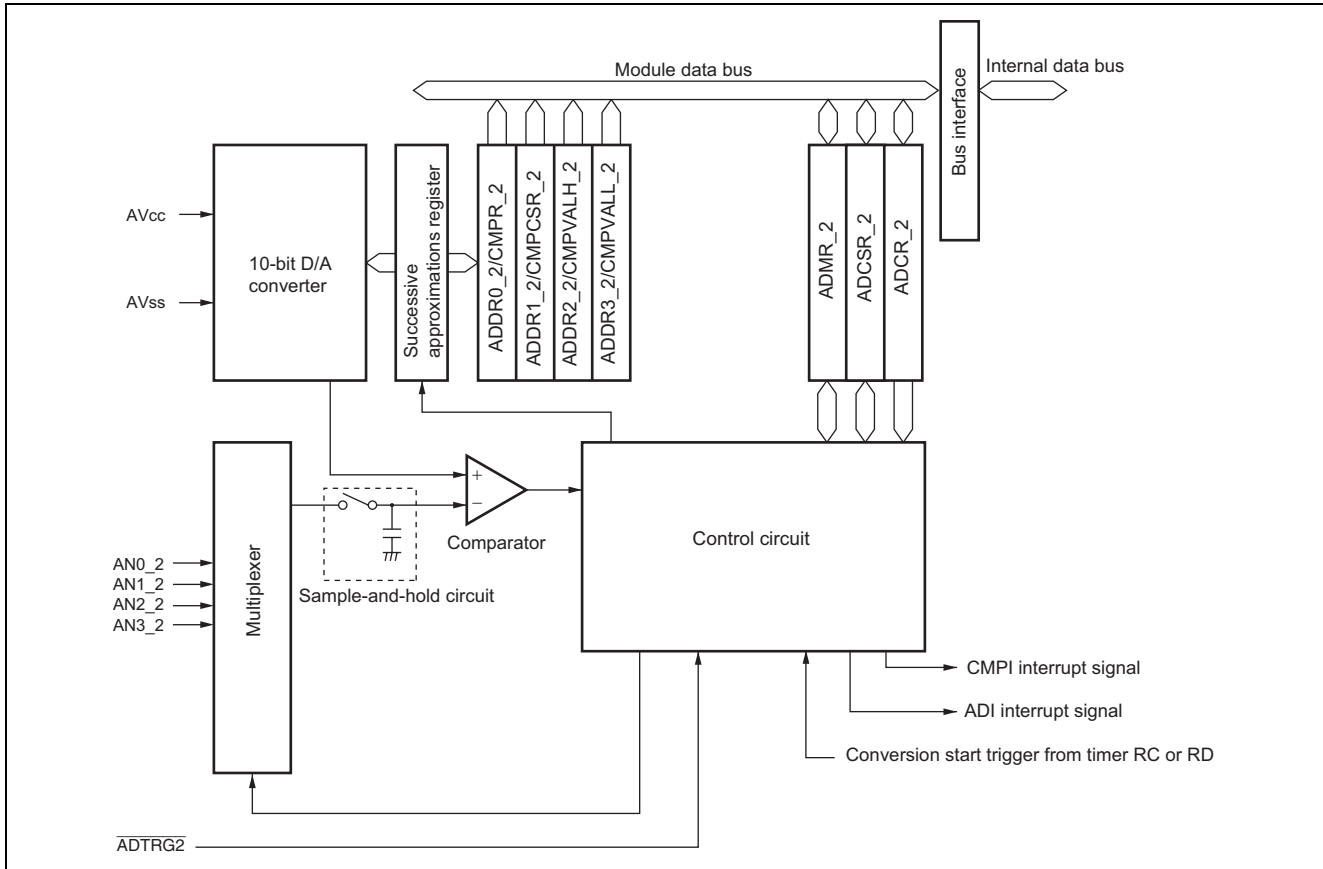 Module data bus
Internal data bus
Bus interface
AVcc
AVss
10-bit D/A
converter
Successive
approximations register
ADDR0_2/CMPR_2
ADDR1_2/CMPCSR_2
ADDR2_2/CMPVALH_2
ADDR3_2/CMPVALL_2
ADMR_2
ADCSR_2
ADCR_2
+
−
Comparator
Control circuit
Sample-and-hold circuit
Multiplexer
AN0_2
AN1_2
AN2_2
AN3_2
CMPI interrupt signal
ADI interrupt signal
Conversion start trigger from timer RC or RD
ADTRG2